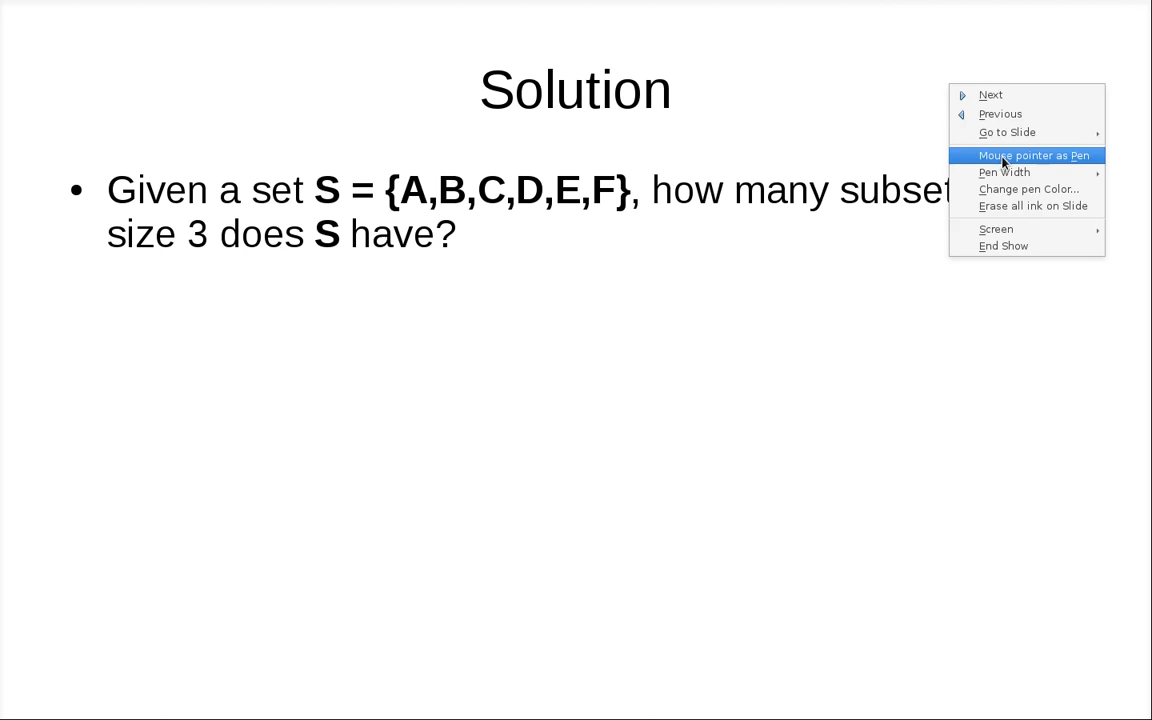 Solution
• Given a set S = {A,B,C,D,E,F}, how many subset
size 3 does S have?
Next
Previous
Go to Slide
Mouse pointer as Pen
Pen Width
Change pen Color...
Erase all ink on Slide
Screen
End Show